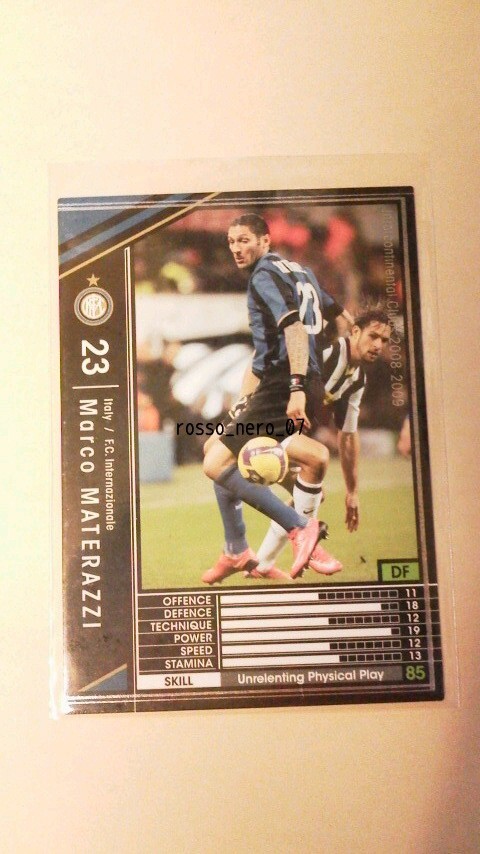 23
Italy / F.C. Internazionale
Marco MATERAZZI
Intercontinental Clubs 2008-2009
23
rosso_nero_07
DF
OFFENCE 11
DEFENCE 18
TECHNIQUE 12
POWER 19
SPEED 12
STAMINA 13
SKILL Unrelenting Physical Play 85